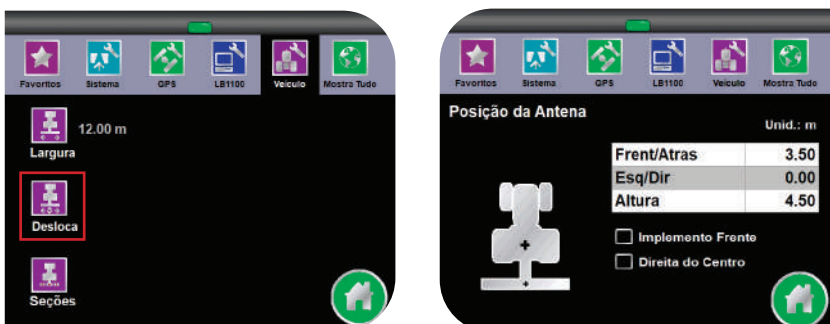 Favoritos Sistema GPS LB1100 Veículo Mostra Tudo
12.00 m
Largura
Desloca
Seções
Favoritos Sistema GPS LB1100 Veículo Mostra Tudo
Posição da Antena
Unid.: m
Frent/Atras 3.50
Esq/Dir 0.00
Altura 4.50
Implemento Frente
Direita do Centro